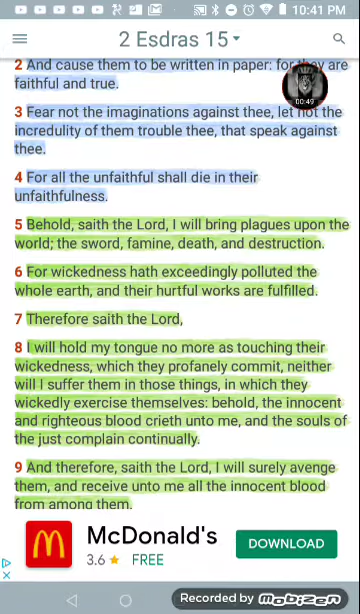 10:41 PM
2 Esdras 15
2 And cause them to be written in paper: for they are
faithful and true.
00:49
3 Fear not the imaginations against thee, let not the
incredulity of them trouble thee, that speak against
thee.
4 For all the unfaithful shall die in their
unfaithfulness.
5 Behold, saith the Lord, I will bring plagues upon the
world; the sword, famine, death, and destruction.
6 For wickedness hath exceedingly polluted the
whole earth, and their hurtful works are fulfilled.
7 Therefore saith the Lord,
8 I will hold my tongue no more as touching their
wickedness, which they profanely commit, neither
will I suffer them in those things, in which they
wickedly exercise themselves: behold, the innocent
and righteous blood crieth unto me, and the souls of
the just complain continually.
9 And therefore, saith the Lord, I will surely avenge
them, and receive unto me all the innocent blood
from among them.
McDonald's
3.6 ★ FREE
DOWNLOAD
Recorded by mobizen